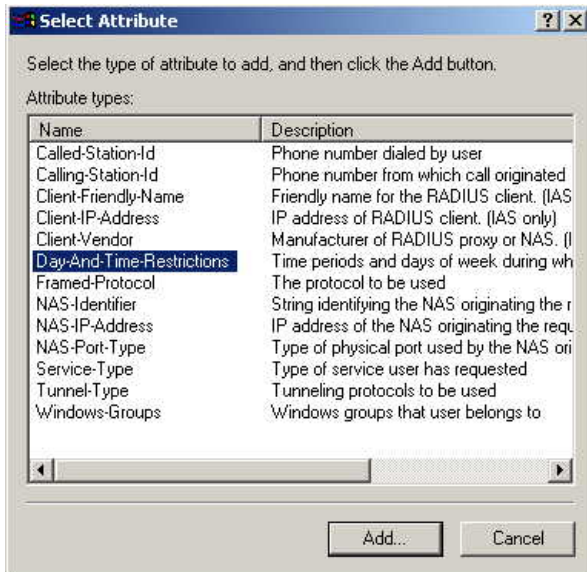 Select Attribute
Select the type of attribute to add, and then click the Add button.
Attribute types:
Name Description
Called-Station-Id Phone number dialed by user
Calling-Station-Id Phone number from which call originated
Client-Friendly-Name Friendly name for the RADIUS client. (IAS
Client-IP-Address IP address of RADIUS client. (IAS only)
Client-Vendor Manufacturer of RADIUS proxy or NAS. (I
Day-And-Time-Restrictions Time periods and days of week during wh
Framed-Protocol The protocol to be used
NAS-Identifier String identifying the NAS originating the r
NAS-IP-Address IP address of the NAS originating the requ
NAS-Port-Type Type of physical port used by the NAS ori
Service-Type Type of service user has requested
Tunnel-Type Tunneling protocols to be used
Windows-Groups Windows groups that user belongs to
Add... Cancel